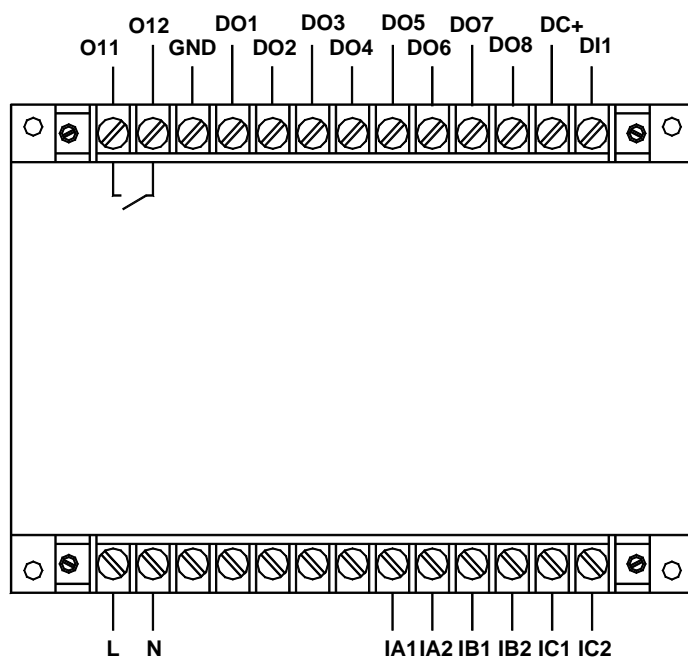 O12 DO1 DO3 DO5 DO7 DC+
O11 GND DO2 DO4 DO6 DO8 DI1
L N IA1 IA2 IB1 IB2 IC1 IC2